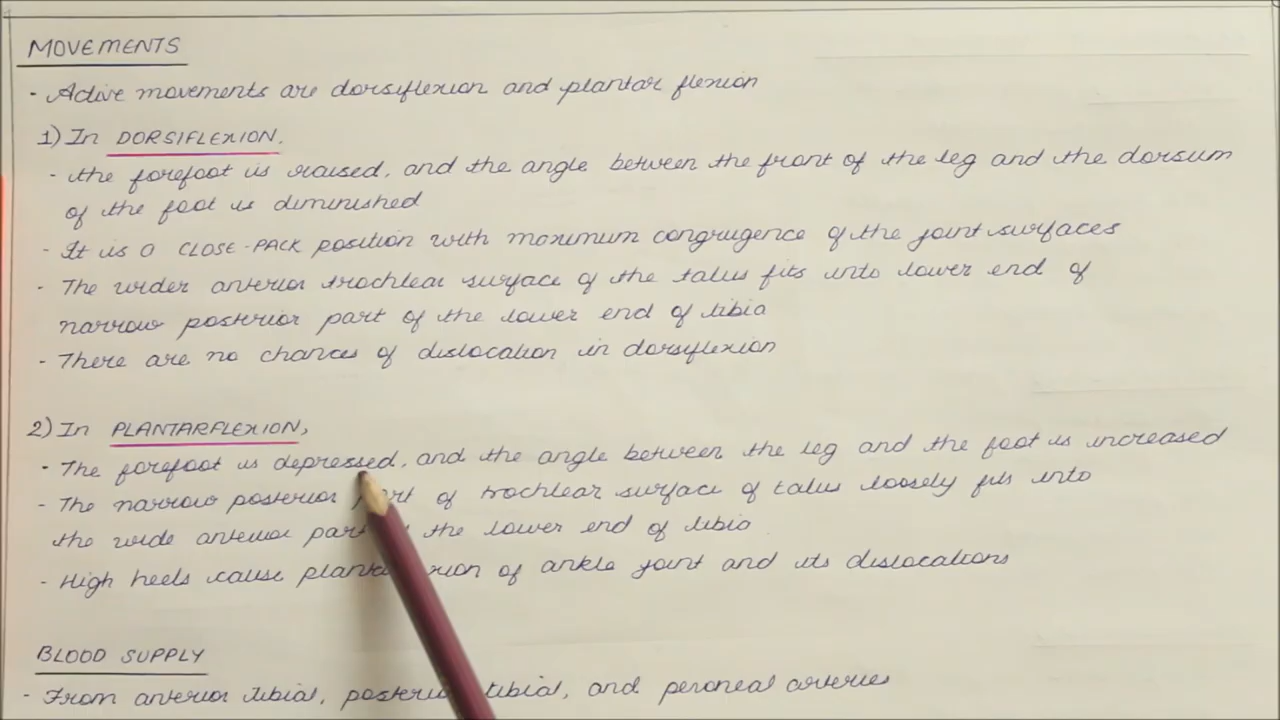 MOVEMENTS
- Active movements are dorsiflexion and plantar flexion
1) In DORSIFLEXION,
- the forefoot is raised, and the angle between the front of the leg and the dorsum
of the foot is diminished
- It is a CLOSE-PACK position with maximum congrugence of the joint surfaces
- The wider anterior trochlear surface of the talus fits into lower end of
narrow posterior part of the lower end of tibia
- There are no chances of dislocation in dorsiflexion
2) In PLANTARFLEXION,
- The forefoot is depressed, and the angle between the leg and the foot is increased
- The narrow posterior part of trochlear surface of talus loosely fits into
the wide anterior part the lower end of tibia
- High heels cause plantarflexion of ankle joint and its dislocations
BLOOD SUPPLY
- From anterior tibial, posterior tibial, and peroneal arteries